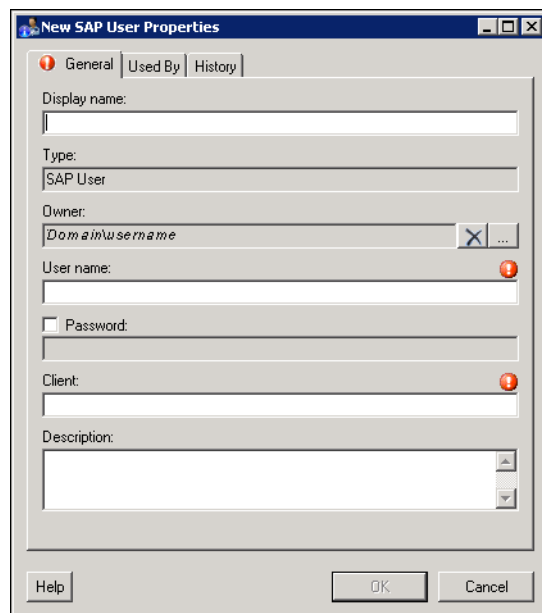 New SAP User Properties
General Used By History
Display name:
Type:
SAP User
Owner:
Domain\username
...
User name:
Password:
Client:
Description:
Help OK Cancel